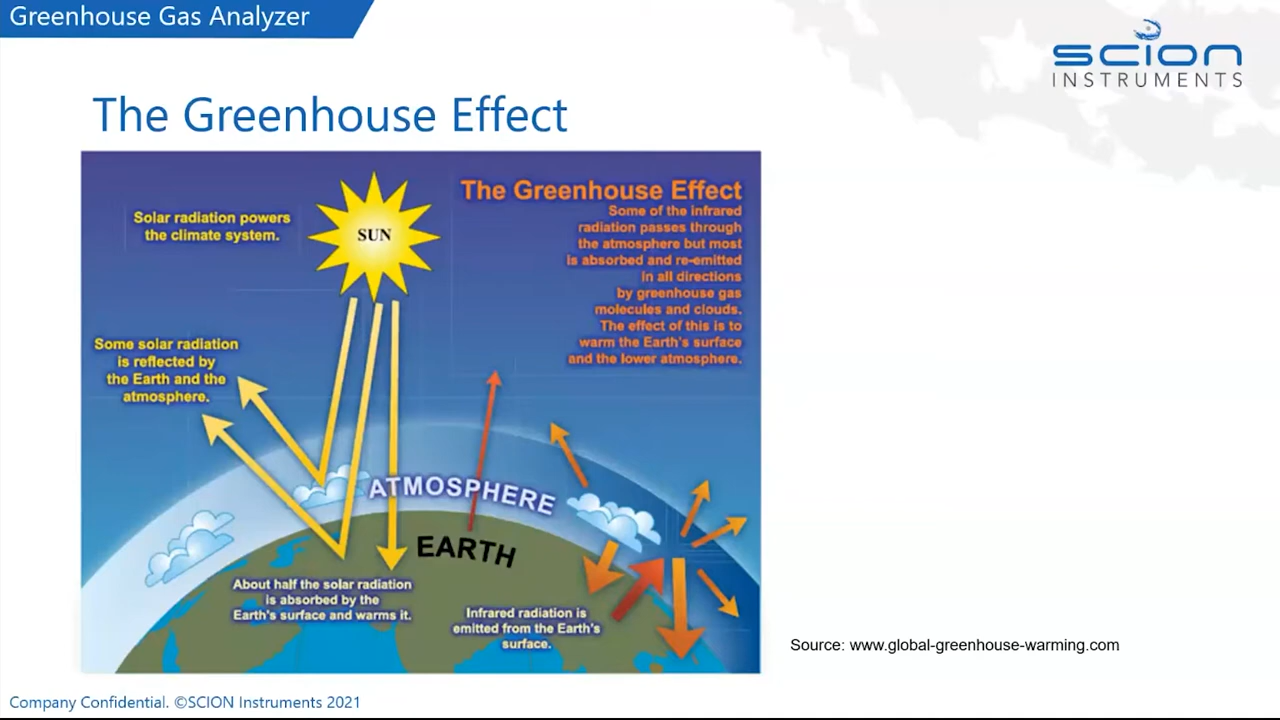 Greenhouse Gas Analyzer
SCION
INSTRUMENTS
The Greenhouse Effect
The Greenhouse Effect
Some of the infrared
radiation passes through
the atmosphere but most
is absorbed and re-emitted
in all directions
by greenhouse gas
molecules and clouds.
The effect of this is to
warm the Earth's surface
and the lower atmosphere.
Solar radiation powers
the climate system.
SUN
Some solar radiation
is reflected by
the Earth and the
atmosphere.
ATMOSPHERE
EARTH
About half the solar radiation
is absorbed by the
Earth's surface and warms it.
Infrared radiation is
emitted from the Earth's
surface.
Source: www.global-greenhouse-warming.com
Company Confidential. ©SCION Instruments 2021